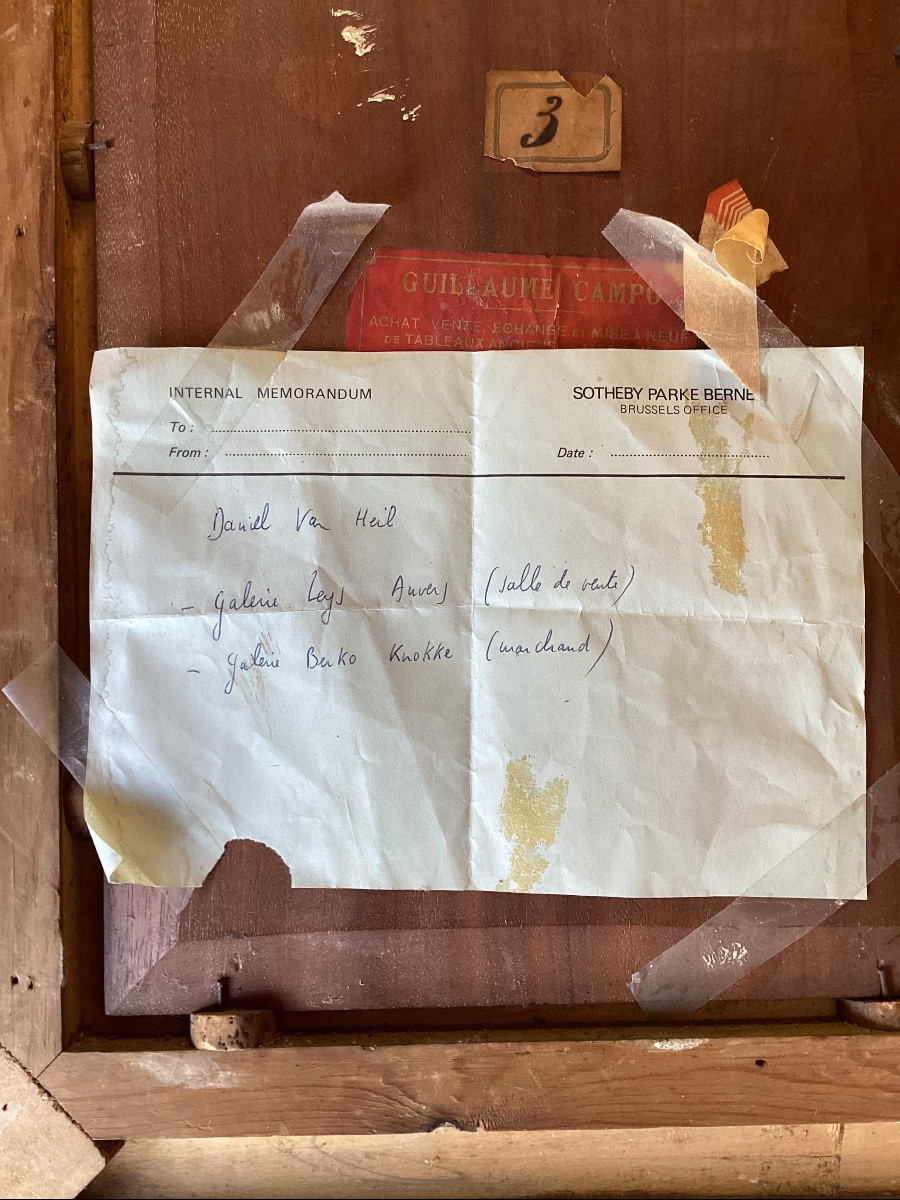 3
GUILLAUME CAMPO
ACHAT, VENTE, ECHANGE ET MISE À NEUF
DE TABLEAUX ANCIENS
INTERNAL MEMORANDUM
SOTHEBY PARKE BERNE
BRUSSELS OFFICE
To :
From :
Date :
Daniel Van Heil
- Galerie Leys Anvers (salle de vente)
- Galerie Berko Knokke (marchand)